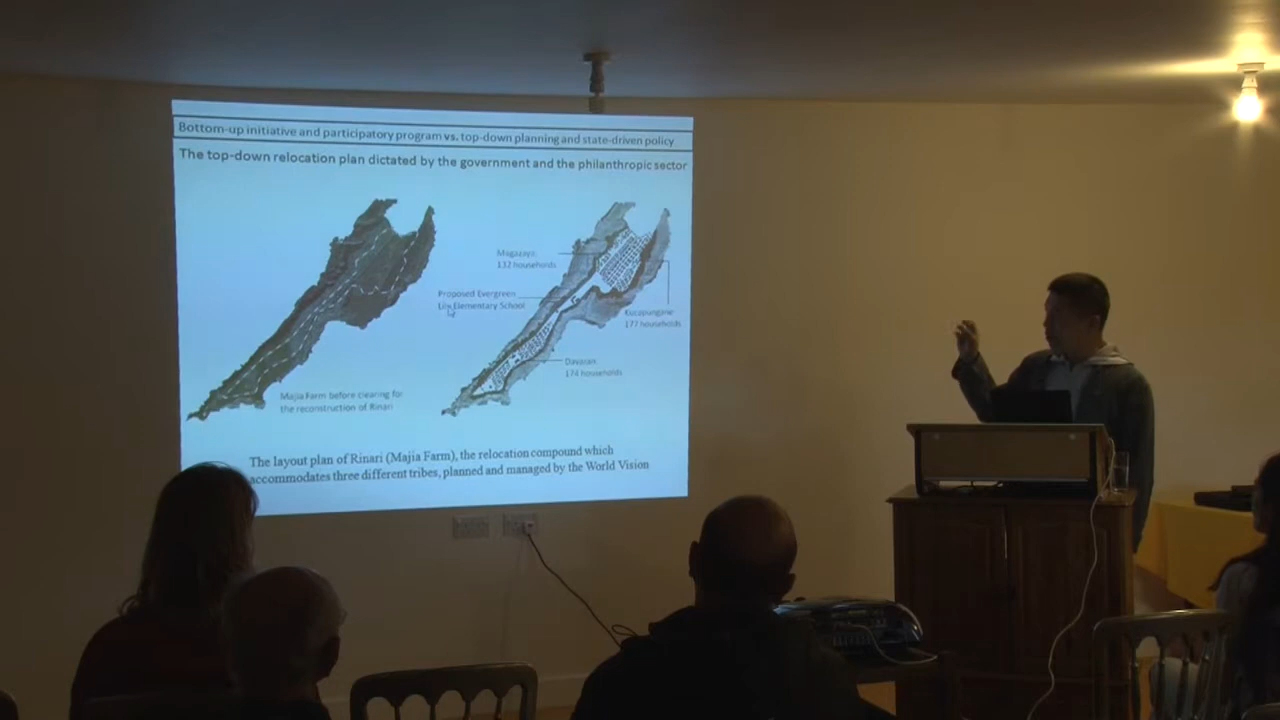 Bottom-up initiative and participatory program vs. top-down planning and state-driven policy
The top-down relocation plan dictated by the government and the philanthropic sector
Magazaya,
132 households
Proposed Evergreen
Lily Elementary School
Kucapungane
177 households
Davaran,
174 households
Majia Farm before clearing for
the reconstruction of Rinari
The layout plan of Rinari (Majia Farm), the relocation compound which
accommodates three different tribes, planned and managed by the World Vision